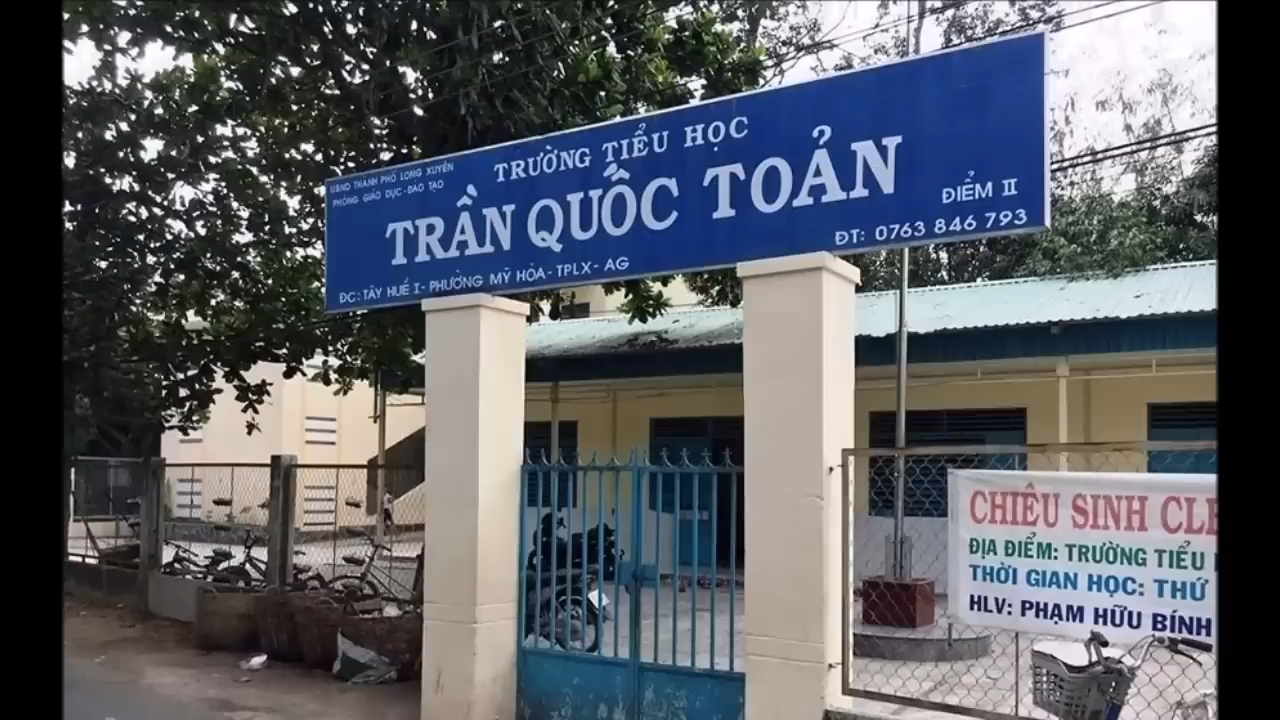 UBND THÀNH PHỐ LONG XUYÊN
PHÒNG GIÁO DỤC-ĐÀO TẠO
TRƯỜNG TIỂU HỌC
TRẦN QUỐC TOẢN
ĐIỂM II
ĐC: TÂY HUỀ I - PHƯỜNG MỸ HÒA - TPLX - AG
ĐT: 0763 846 793
CHIÊU SINH
ĐỊA ĐIỂM: TRƯỜNG TIỂU
THỜI GIAN HỌC: THỨ
HLV: PHẠM HỮU BÍNH